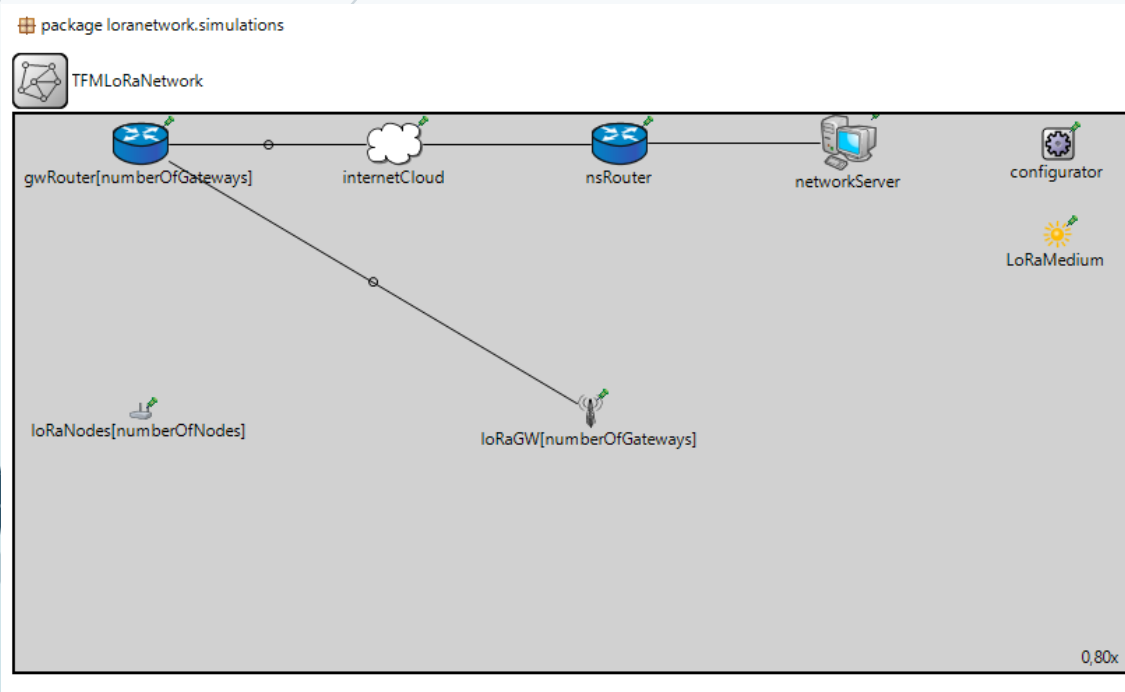 package loranetwork.simulations
TFMLoRaNetwork
gwRouter[numberOfGateways]
internetCloud
nsRouter
networkServer
configurator
LoRaMedium
loRaNodes[numberOfNodes]
loRaGW[numberOfGateways]
0,80x